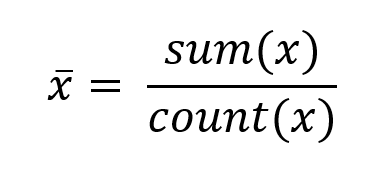 x̄ = sum(x)
count(x)